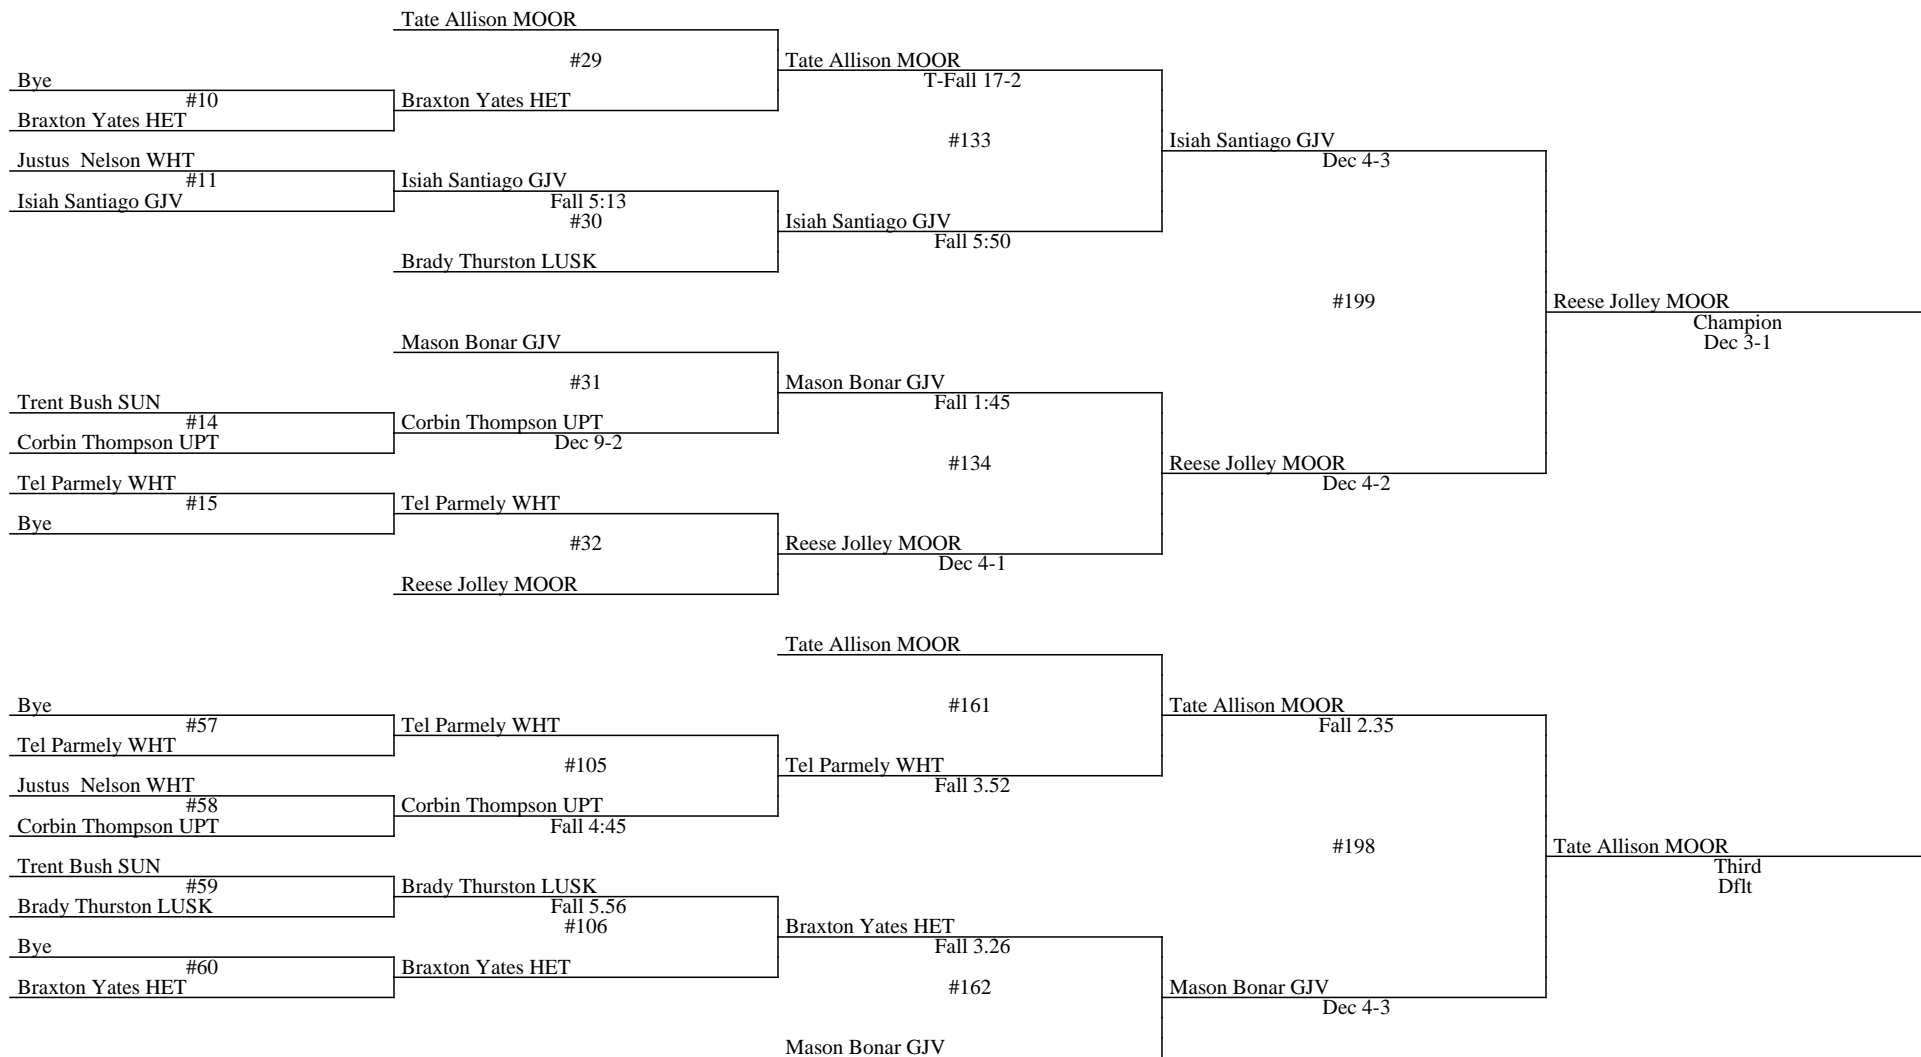 Tate Allison MOOR
#29
Tate Allison MOOR
T-Fall 17-2
Bye
#10
Braxton Yates HET
Braxton Yates HET
#133
Isiah Santiago GJV
Dec 4-3
Justus  Nelson WHT
#11
Isiah Santiago GJV
Isiah Santiago GJV
Fall 5:13
#30
Isiah Santiago GJV
Fall 5:50
Brady Thurston LUSK
#199
Reese Jolley MOOR
Champion
Dec 3-1
Mason Bonar GJV
#31
Mason Bonar GJV
Fall 1:45
Trent Bush SUN
#14
Corbin Thompson UPT
Corbin Thompson UPT
Dec 9-2
#134
Reese Jolley MOOR
Dec 4-2
Tel Parmely WHT
#15
Bye
Tel Parmely WHT
#32
Reese Jolley MOOR
Dec 4-1
Reese Jolley MOOR
Tate Allison MOOR
#161
Tate Allison MOOR
Fall 2.35
Bye
#57
Tel Parmely WHT
Tel Parmely WHT
#105
Tel Parmely WHT
Fall 3.52
Justus  Nelson WHT
#58
Corbin Thompson UPT
Corbin Thompson UPT
Fall 4:45
#198
Tate Allison MOOR
Third
Dflt
Trent Bush SUN
#59
Brady Thurston LUSK
Brady Thurston LUSK
Fall 5.56
#106
Braxton Yates HET
Fall 3.26
Bye
#60
Braxton Yates HET
Braxton Yates HET
#162
Mason Bonar GJV
Dec 4-3
Mason Bonar GJV